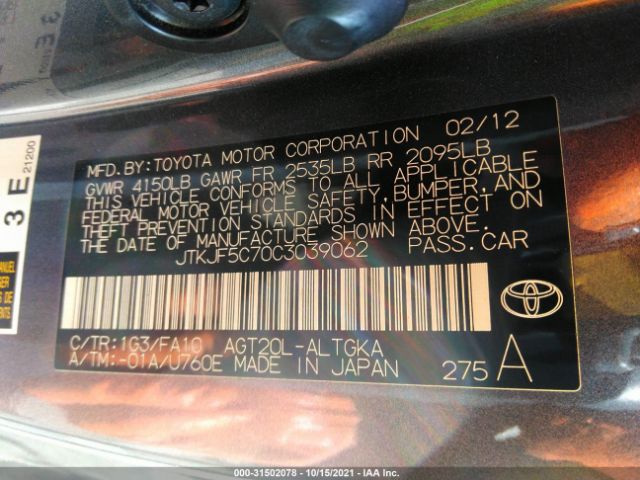 3 E
21200
MFD.BY:TOYOTA MOTOR CORPORATION 02/12
GVWR 4150LB GAWR FR 2535LB RR 2095LB
THIS VEHICLE CONFORMS TO ALL APPLICABLE
FEDERAL MOTOR VEHICLE SAFETY,BUMPER,AND
THEFT PREVENTION STANDARDS IN EFFECT ON
THE DATE OF MANUFACTURE SHOWN ABOVE.
JTKJF5C70C3039062 PASS.CAR
C/TR:1G3/FA10 AGT20L-ALTGKA
A/TM:-01A/U760E MADE IN JAPAN 275 A
000-31502078 - 10/15/2021 - IAA Inc.